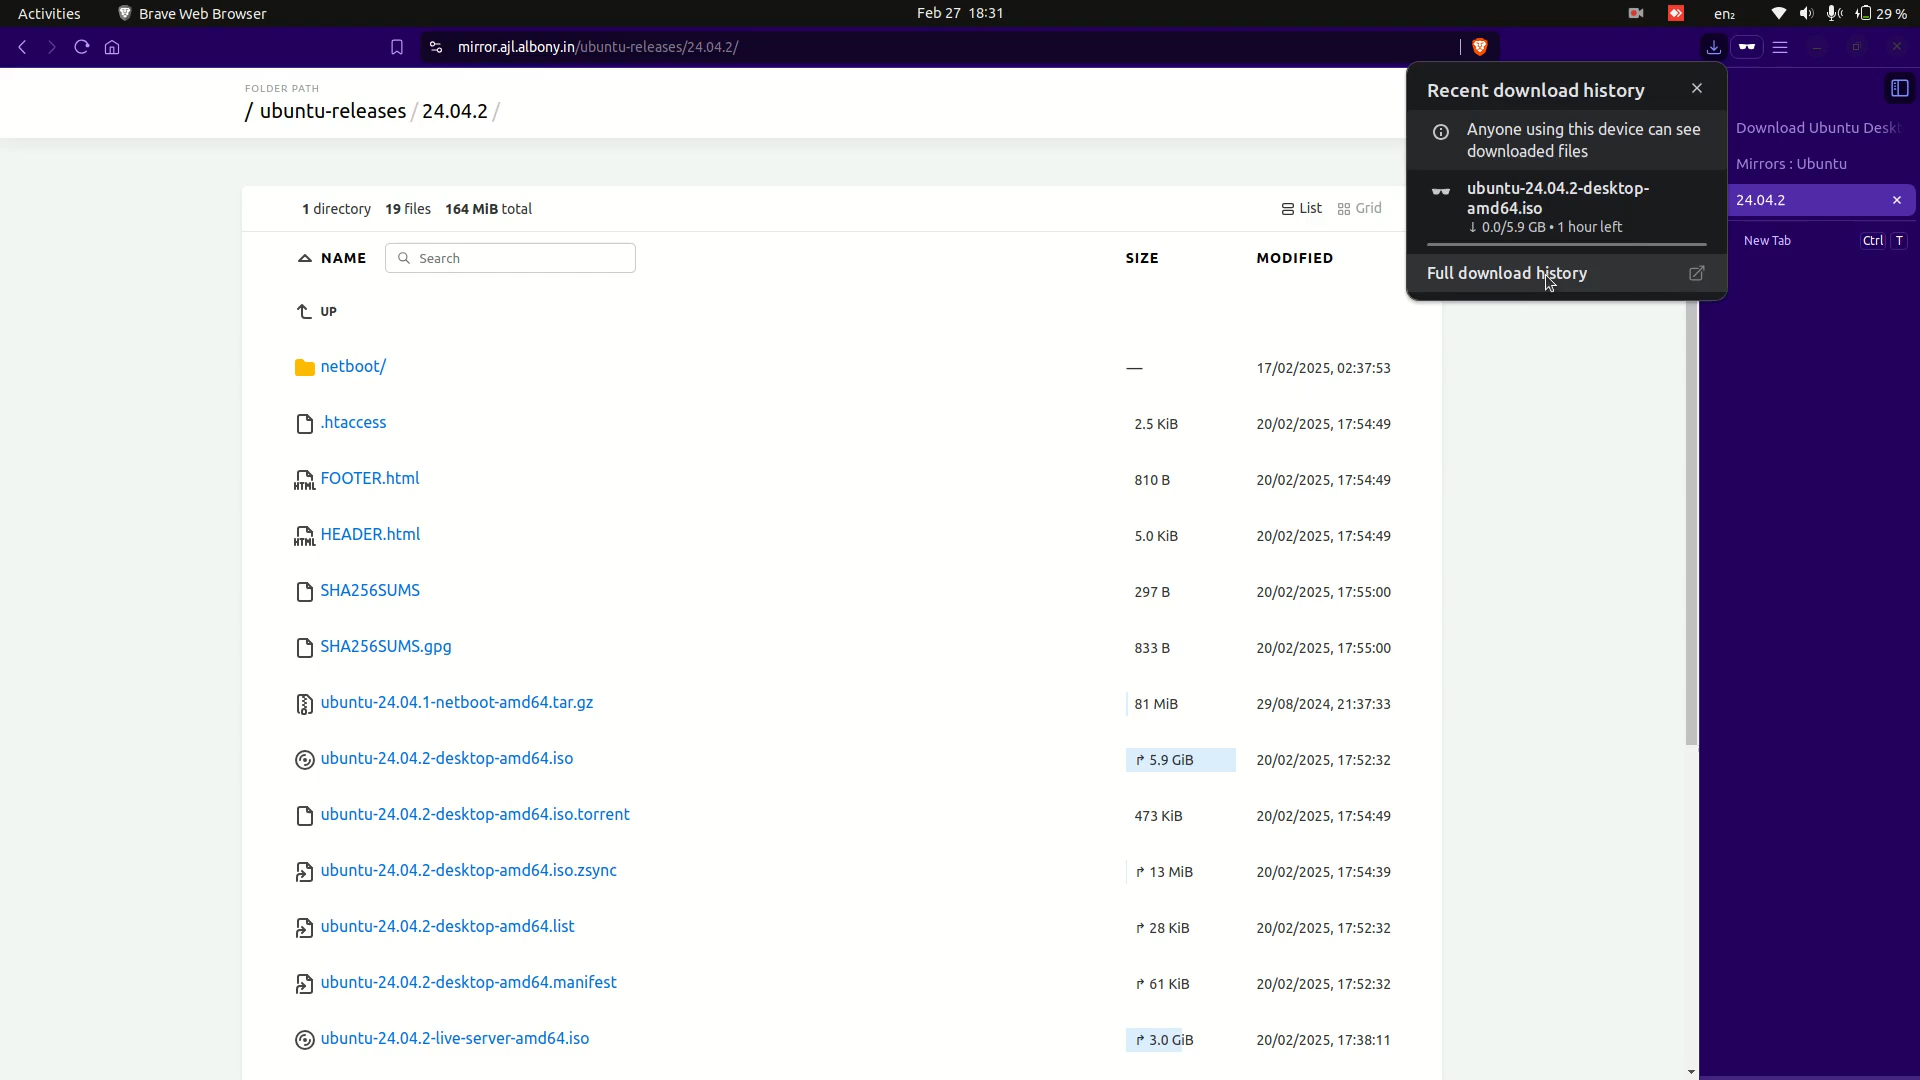 Activities Brave Web Browser Feb 27 18:31 en₂ 29 %
mirror.ajl.albony.in/ubuntu-releases/24.04.2/
FOLDER PATH
/ ubuntu-releases / 24.04.2 /
Recent download history
Anyone using this device can see
downloaded files
ubuntu-24.04.2-desktop-
amd64.iso
↓ 0.0/5.9 GB • 1 hour left
Full download history
Download Ubuntu Deskt
Mirrors : Ubuntu
24.04.2
New Tab Ctrl T
1 directory 19 files 164 MiB total List Grid
NAME Search SIZE MODIFIED
UP
netboot/ — 17/02/2025, 02:37:53
.htaccess 2.5 KiB 20/02/2025, 17:54:49
HTML FOOTER.html 810 B 20/02/2025, 17:54:49
HTML HEADER.html 5.0 KiB 20/02/2025, 17:54:49
SHA256SUMS 297 B 20/02/2025, 17:55:00
SHA256SUMS.gpg 833 B 20/02/2025, 17:55:00
ubuntu-24.04.1-netboot-amd64.tar.gz 81 MiB 29/08/2024, 21:37:33
ubuntu-24.04.2-desktop-amd64.iso ↱ 5.9 GiB 20/02/2025, 17:52:32
ubuntu-24.04.2-desktop-amd64.iso.torrent 473 KiB 20/02/2025, 17:54:49
ubuntu-24.04.2-desktop-amd64.iso.zsync ↱ 13 MiB 20/02/2025, 17:54:39
ubuntu-24.04.2-desktop-amd64.list ↱ 28 KiB 20/02/2025, 17:52:32
ubuntu-24.04.2-desktop-amd64.manifest ↱ 61 KiB 20/02/2025, 17:52:32
ubuntu-24.04.2-live-server-amd64.iso ↱ 3.0 GiB 20/02/2025, 17:38:11